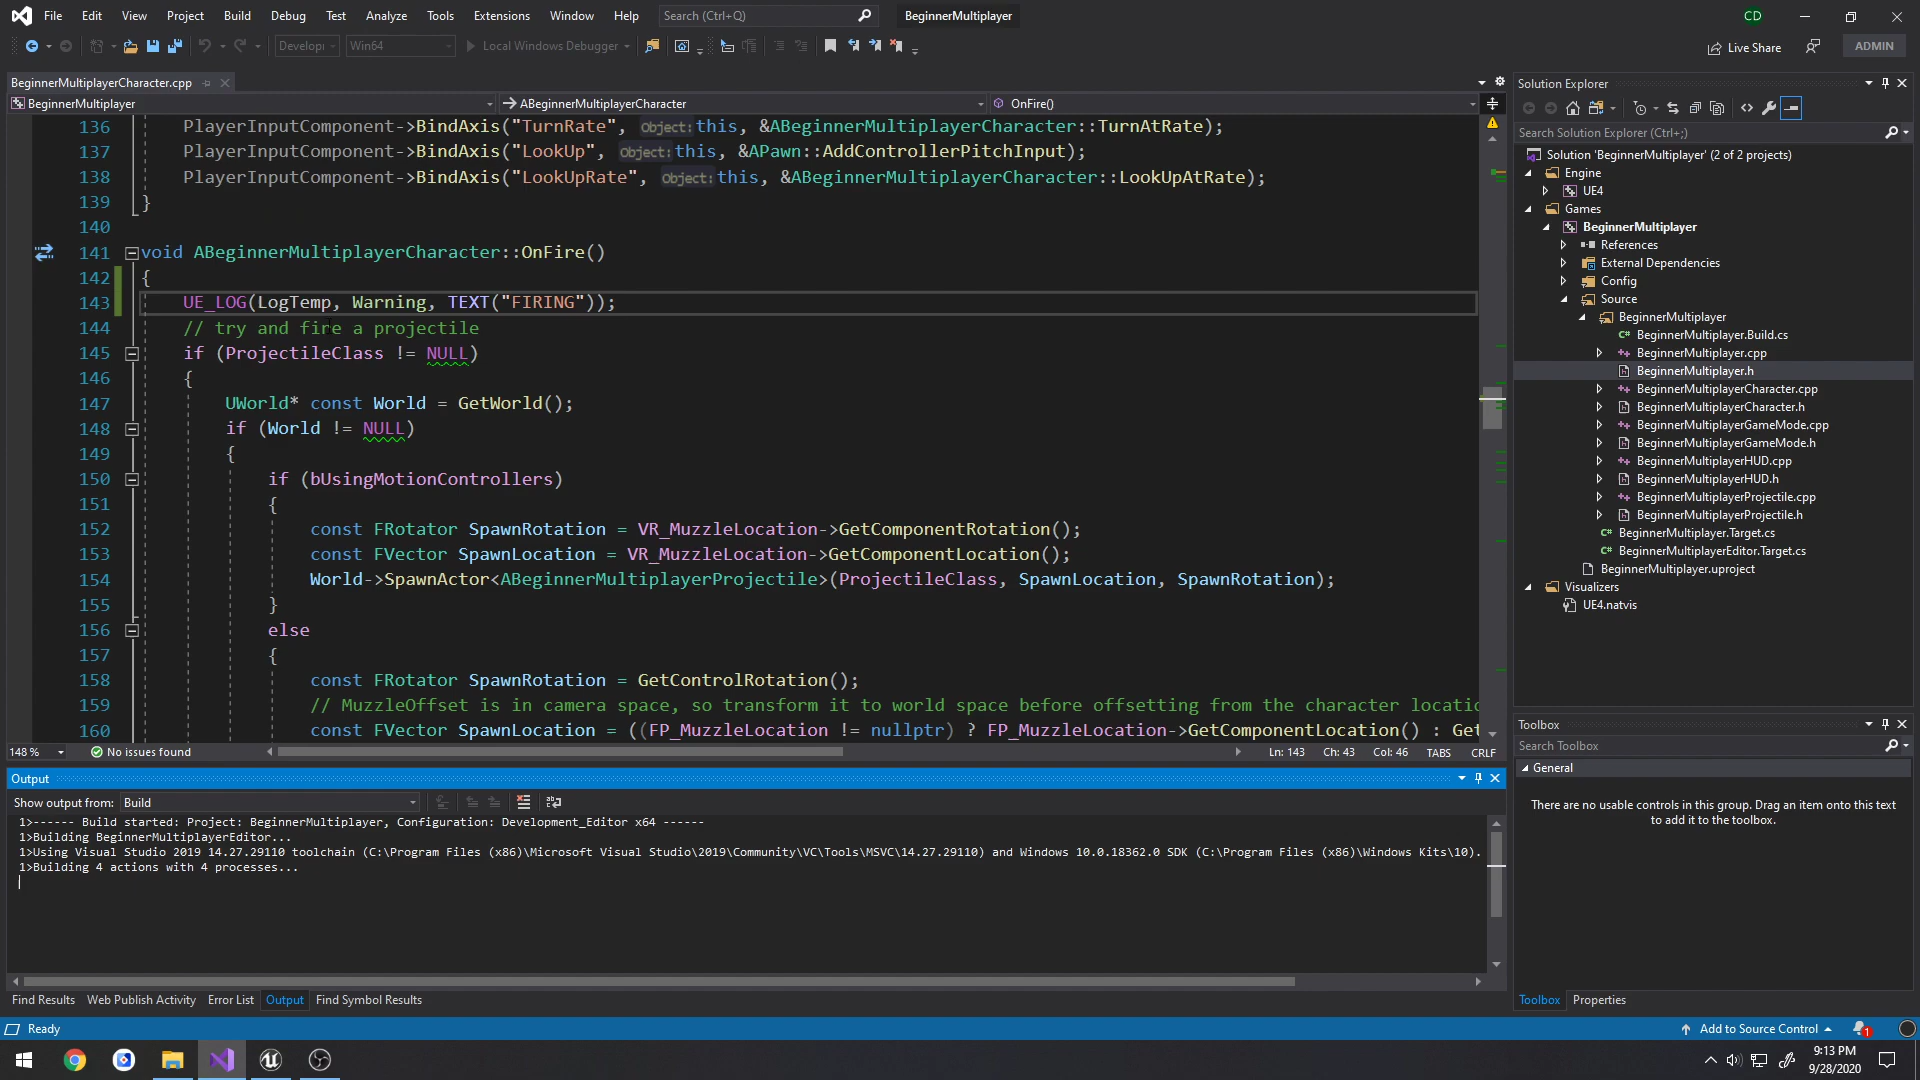 File Edit View Project Build Debug Test Analyze Tools Extensions Window Help Search (Ctrl+Q) BeginnerMultiplayer CD
Develop Win64 Local Windows Debugger Live Share ADMIN
BeginnerMultiplayerCharacter.cpp
BeginnerMultiplayer ABeginnerMultiplayerCharacter OnFire()
136 PlayerInputComponent->BindAxis("TurnRate", Object: this, &ABeginnerMultiplayerCharacter::TurnAtRate);
137 PlayerInputComponent->BindAxis("LookUp", Object: this, &APawn::AddControllerPitchInput);
138 PlayerInputComponent->BindAxis("LookUpRate", Object: this, &ABeginnerMultiplayerCharacter::LookUpAtRate);
139 }
140
141 void ABeginnerMultiplayerCharacter::OnFire()
142 {
143 UE_LOG(LogTemp, Warning, TEXT("FIRING"));
144 // try and fire a projectile
145 if (ProjectileClass != NULL)
146 {
147 UWorld* const World = GetWorld();
148 if (World != NULL)
149 {
150 if (bUsingMotionControllers)
151 {
152 const FRotator SpawnRotation = VR_MuzzleLocation->GetComponentRotation();
153 const FVector SpawnLocation = VR_MuzzleLocation->GetComponentLocation();
154 World->SpawnActor<ABeginnerMultiplayerProjectile>(ProjectileClass, SpawnLocation, SpawnRotation);
155 }
156 else
157 {
158 const FRotator SpawnRotation = GetControlRotation();
159 // MuzzleOffset is in camera space, so transform it to world space before offsetting from the character locatio
160 const FVector SpawnLocation = ((FP_MuzzleLocation != nullptr) ? FP_MuzzleLocation->GetComponentLocation() : Get
148 % No issues found Ln: 143 Ch: 43 Col: 46 TABS CRLF
Output
Show output from: Build
1>------ Build started: Project: BeginnerMultiplayer, Configuration: Development_Editor x64 ------
1>Building BeginnerMultiplayerEditor...
1>Using Visual Studio 2019 14.27.29110 toolchain (C:\Program Files (x86)\Microsoft Visual Studio\2019\Community\VC\Tools\MSVC\14.27.29110) and Windows 10.0.18362.0 SDK (C:\Program Files (x86)\Windows Kits\10).
1>Building 4 actions with 4 processes...
Find Results Web Publish Activity Error List Output Find Symbol Results
Solution Explorer
Search Solution Explorer (Ctrl+;)
Solution 'BeginnerMultiplayer' (2 of 2 projects)
Engine
UE4
Games
BeginnerMultiplayer
References
External Dependencies
Config
Source
BeginnerMultiplayer
BeginnerMultiplayer.Build.cs
BeginnerMultiplayer.cpp
BeginnerMultiplayer.h
BeginnerMultiplayerCharacter.cpp
BeginnerMultiplayerCharacter.h
BeginnerMultiplayerGameMode.cpp
BeginnerMultiplayerGameMode.h
BeginnerMultiplayerHUD.cpp
BeginnerMultiplayerHUD.h
BeginnerMultiplayerProjectile.cpp
BeginnerMultiplayerProjectile.h
BeginnerMultiplayer.Target.cs
BeginnerMultiplayerEditor.Target.cs
BeginnerMultiplayer.uproject
Visualizers
UE4.natvis
Toolbox
Search Toolbox
General
There are no usable controls in this group. Drag an item onto this text
to add it to the toolbox.
Toolbox Properties
Ready Add to Source Control 1
9:13 PM
9/28/2020